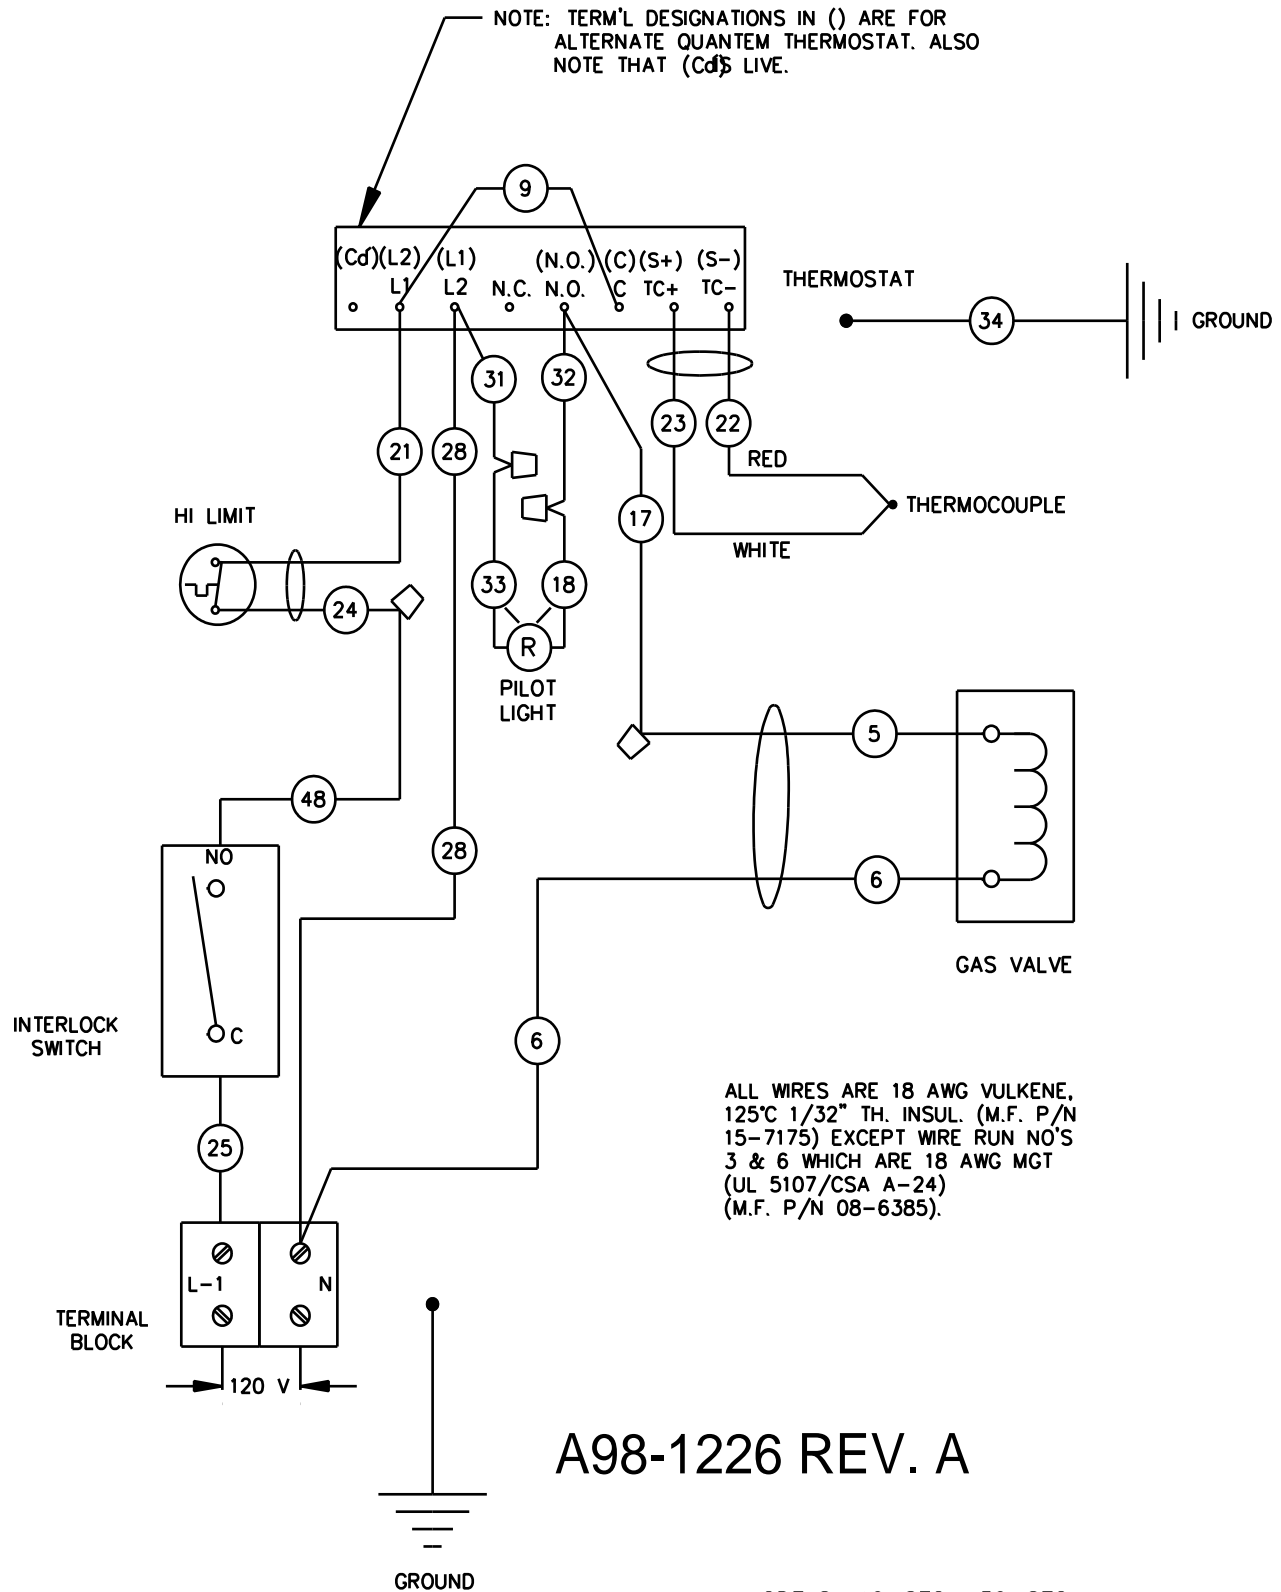 NOTE: TERM'L DESIGNATIONS IN () ARE FOR
ALTERNATE QUANTEM THERMOSTAT. ALSO
NOTE THAT (Cd)IS LIVE.
9
(Cd) (L2) (L1) (N.O.) (C) (S+) (S-)
L1 L2 N.C. N.O. C TC+ TC-
THERMOSTAT
34
GROUND
31
32
23
22
21
28
RED
THERMOCOUPLE
HI LIMIT
17
WHITE
33
18
24
R
PILOT
LIGHT
5
48
28
NO
6
GAS VALVE
INTERLOCK
SWITCH
C
6
ALL WIRES ARE 18 AWG VULKENE,
125°C 1/32" TH. INSUL. (M.F. P/N
15-7175) EXCEPT WIRE RUN NO'S
3 & 6 WHICH ARE 18 AWG MGT
(UL 5107/CSA A-24)
(M.F. P/N 08-6385).
25
L-1
N
TERMINAL
BLOCK
120 V
A98-1226 REV. A
GROUND